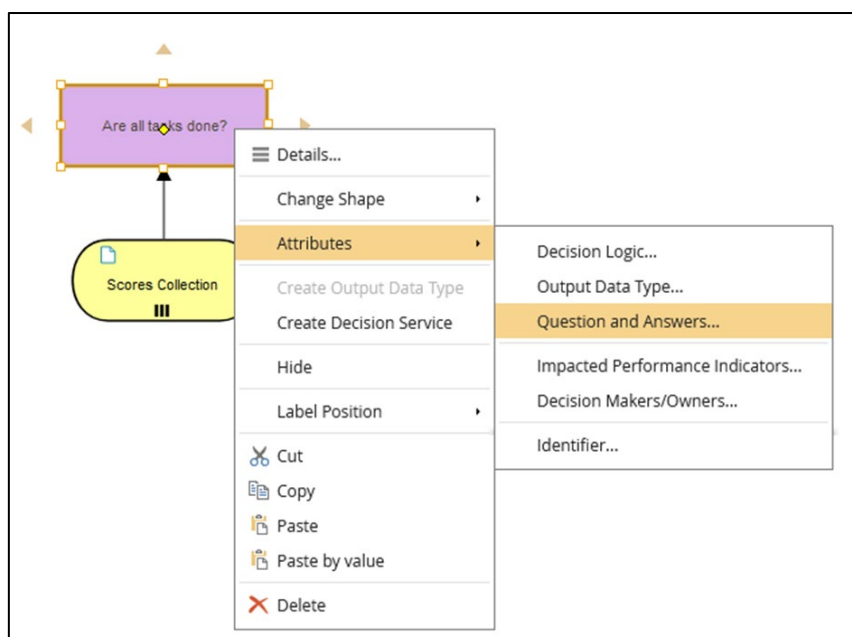 Are all tasks done?
Scores Collection
Details...
Change Shape
Attributes
Create Output Data Type
Create Decision Service
Hide
Label Position
Cut
Copy
Paste
Paste by value
Delete
Decision Logic...
Output Data Type...
Question and Answers...
Impacted Performance Indicators...
Decision Makers/Owners...
Identifier...